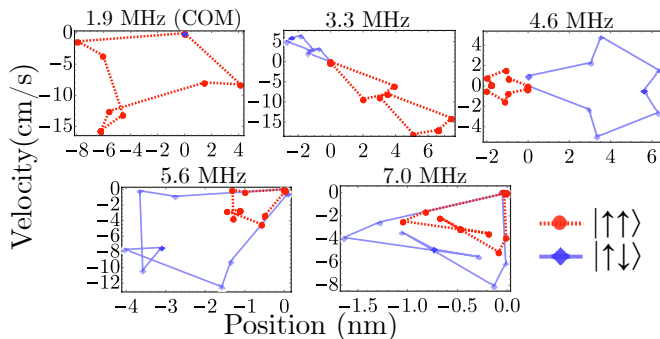 1.9 MHz (COM)
3.3 MHz
4.6 MHz
0
−5
−10
−15
−8 −6 −4 −2 0 2 4
5
0
−5
−10
−15
−2 0 2 4 6
4
2
0
−2
−4
−2 0 2 4 6
Velocity(cm/s)
5.6 MHz
7.0 MHz
0
−2
−4
−6
−8
−10
−12
−4 −3 −2 −1 0
0
−2
−4
−6
−8
−1.5 −1.0 −0.5 0.0
|↑↑⟩
|↑↓⟩
Position (nm)